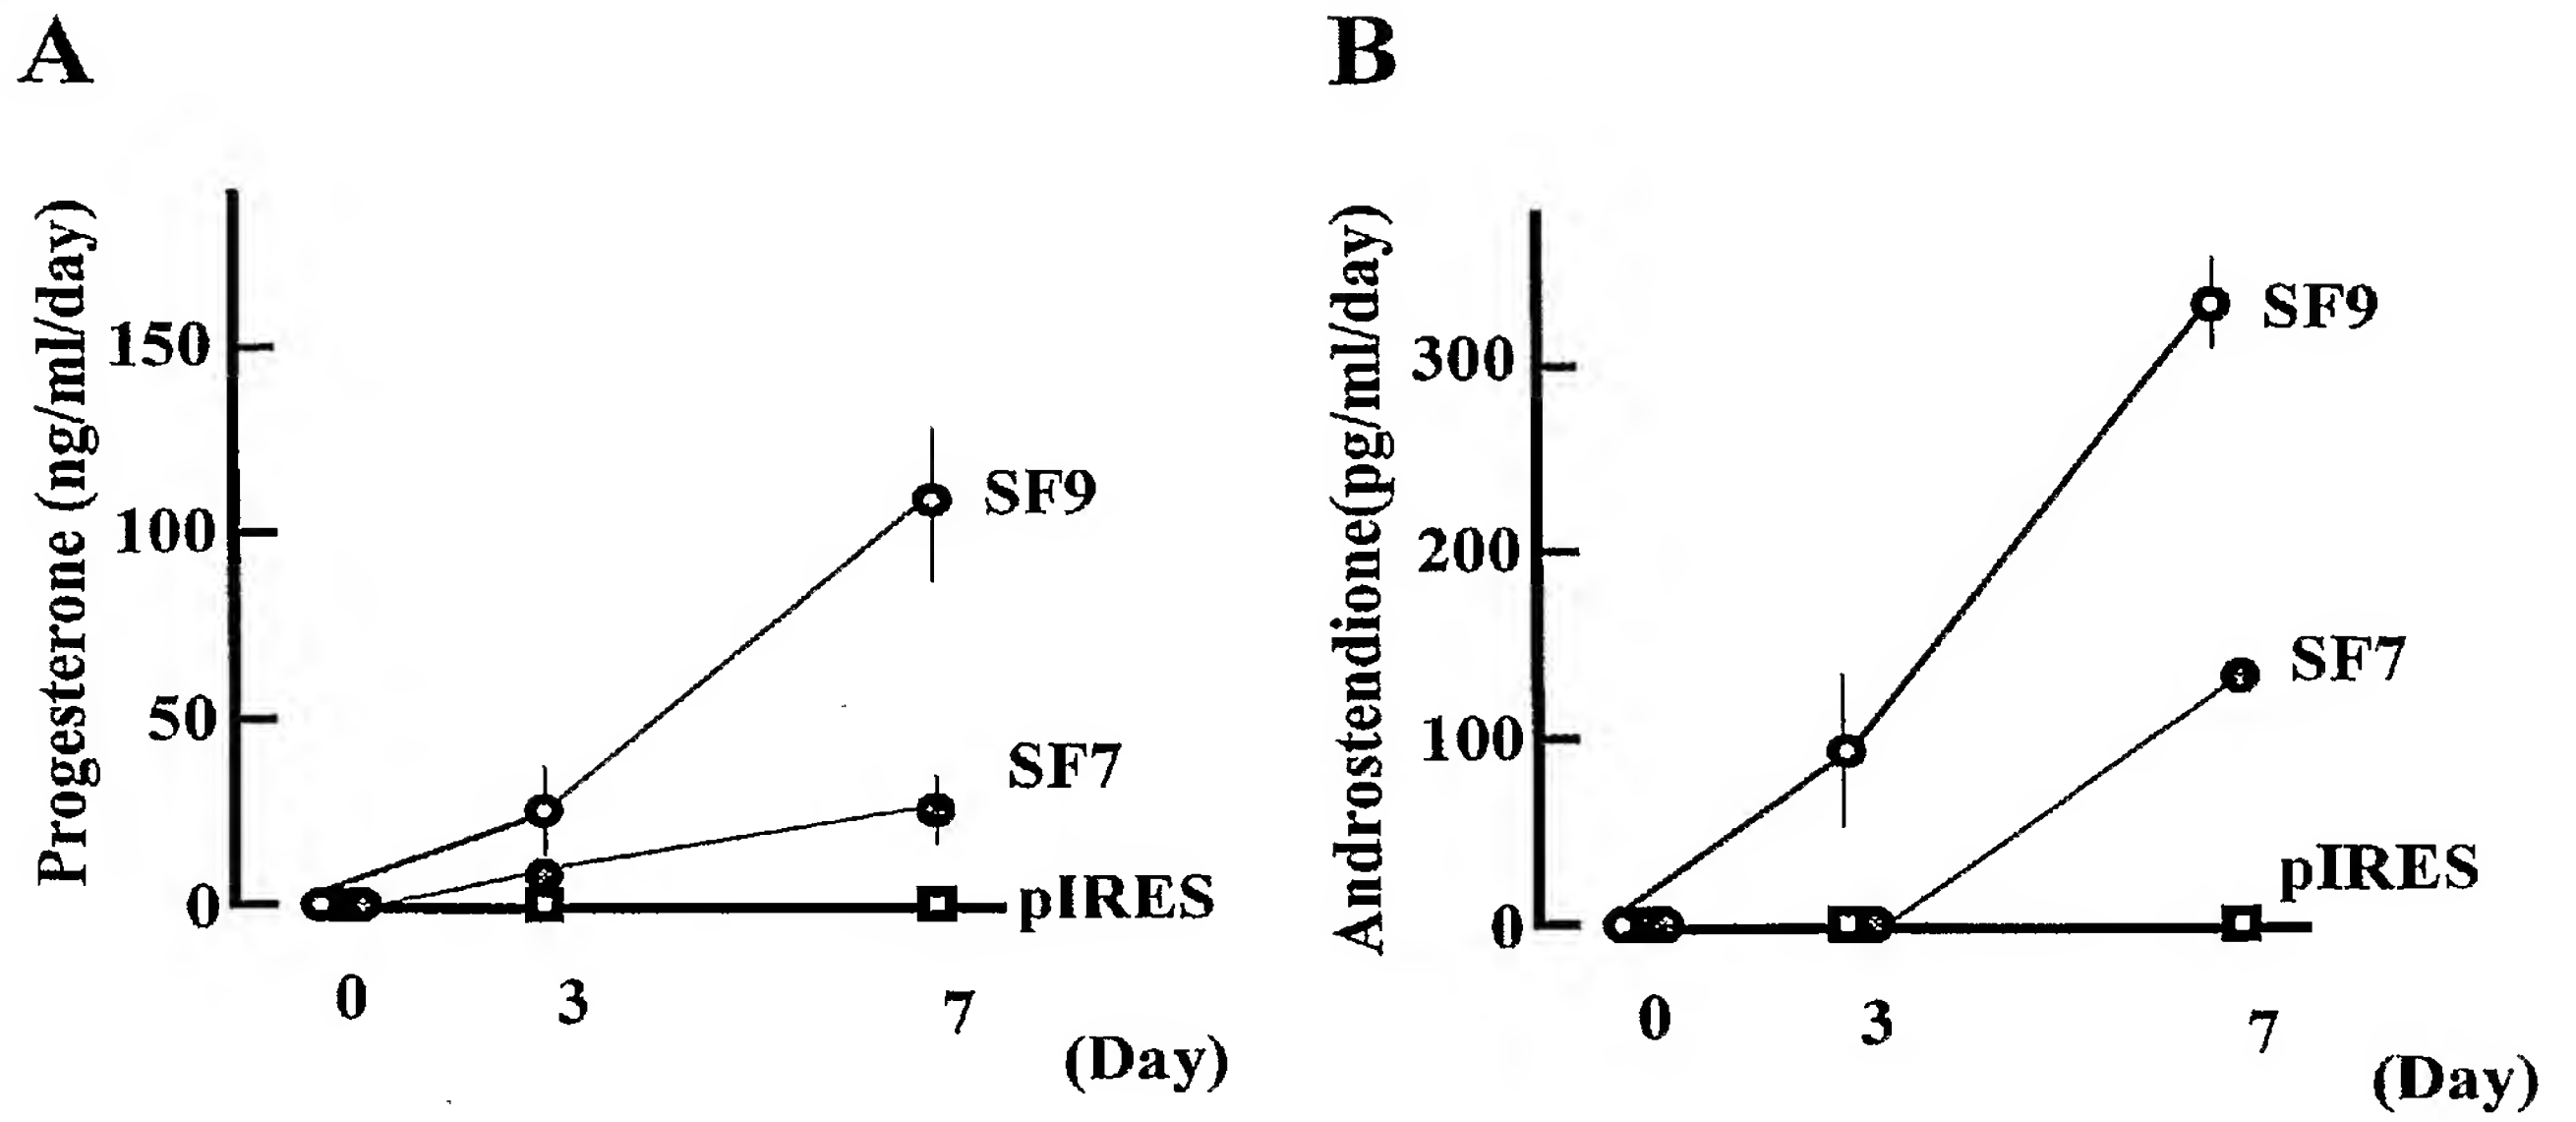 A
Progesterone (ng/ml/day)
150
100
50
0
SF9
SF7
pIRES
0
3
7
(Day)
B
Androstendione(pg/ml/day)
300
200
100
0
SF9
SF7
pIRES
0
3
7
(Day)